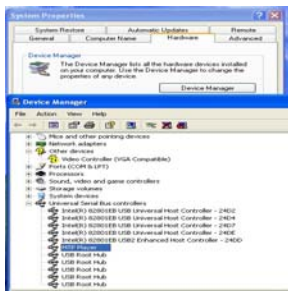 System Properties
System Restore Automatic Updates Remote
General Computer Name Hardware Advanced
Device Manager
The Device Manager lists all the hardware devices installed
on your computer. Use the Device Manager to change the
properties of any device.
Device Manager
Device Manager
File Action View Help
Mice and other pointing devices
Network adapters
Other devices
Video Controller (VGA Compatible)
Ports (COM & LPT)
Processors
Sound, video and game controllers
Storage volumes
System devices
Universal Serial Bus controllers
Intel(R) 82801EB USB Universal Host Controller - 24D2
Intel(R) 82801EB USB Universal Host Controller - 24D4
Intel(R) 82801EB USB Universal Host Controller - 24D7
Intel(R) 82801EB USB Universal Host Controller - 24DE
Intel(R) 82801EB USB2 Enhanced Host Controller - 24DD
Player
USB Root Hub
USB Root Hub
USB Root Hub
USB Root Hub